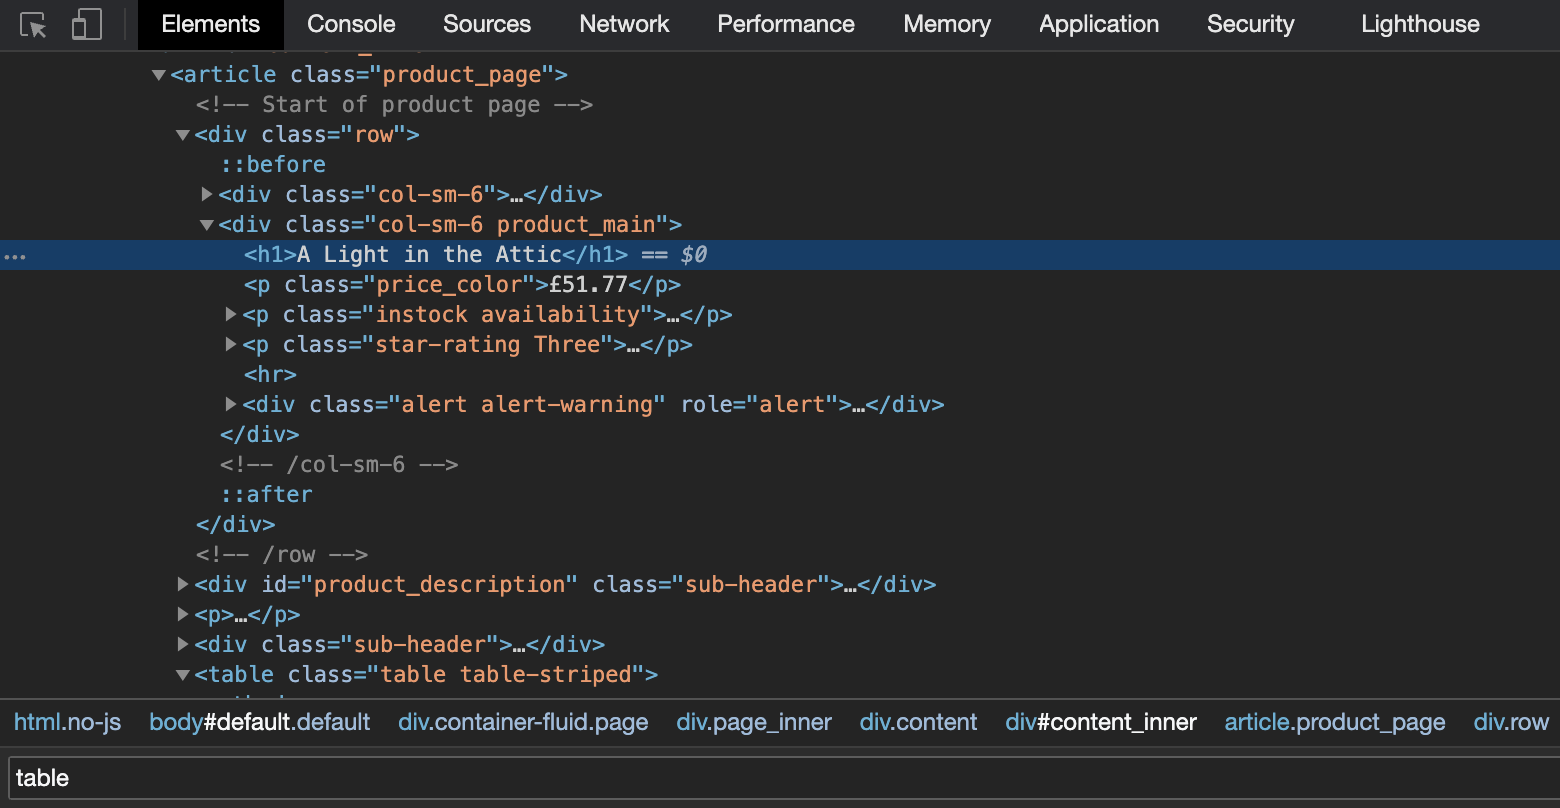 Elements Console Sources Network Performance Memory Application Security Lighthouse
<article class="product_page">
<!-- Start of product page -->
<div class="row">
::before
<div class="col-sm-6">…</div>
<div class="col-sm-6 product_main">
… <h1>A Light in the Attic</h1> == $0
<p class="price_color">£51.77</p>
<p class="instock availability">…</p>
<p class="star-rating Three">…</p>
<hr>
<div class="alert alert-warning" role="alert">…</div>
</div>
<!-- /col-sm-6 -->
::after
</div>
<!-- /row -->
<div id="product_description" class="sub-header">…</div>
<p>…</p>
<div class="sub-header">…</div>
<table class="table table-striped">
html.no-js body#default.default div.container-fluid.page div.page_inner div.content div#content_inner article.product_page div.row
table